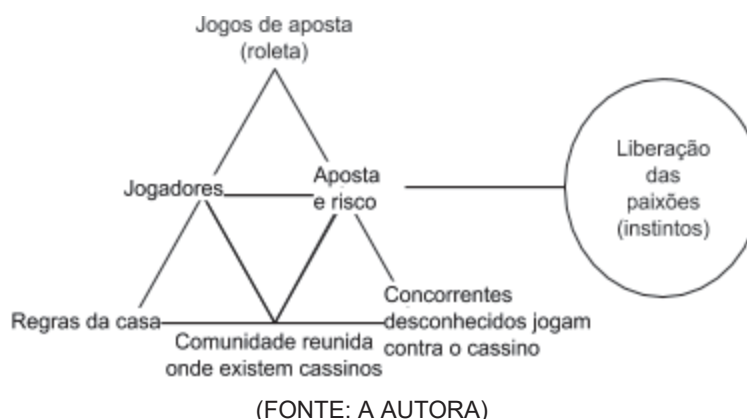 Jogos de aposta
(roleta)
Jogadores
Aposta
e risco
Liberação
das
paixões
(instintos)
Regras da casa
Comunidade reunida
onde existem cassinos
Concorrentes
desconhecidos jogam
contra o cassino
(FONTE: A AUTORA)